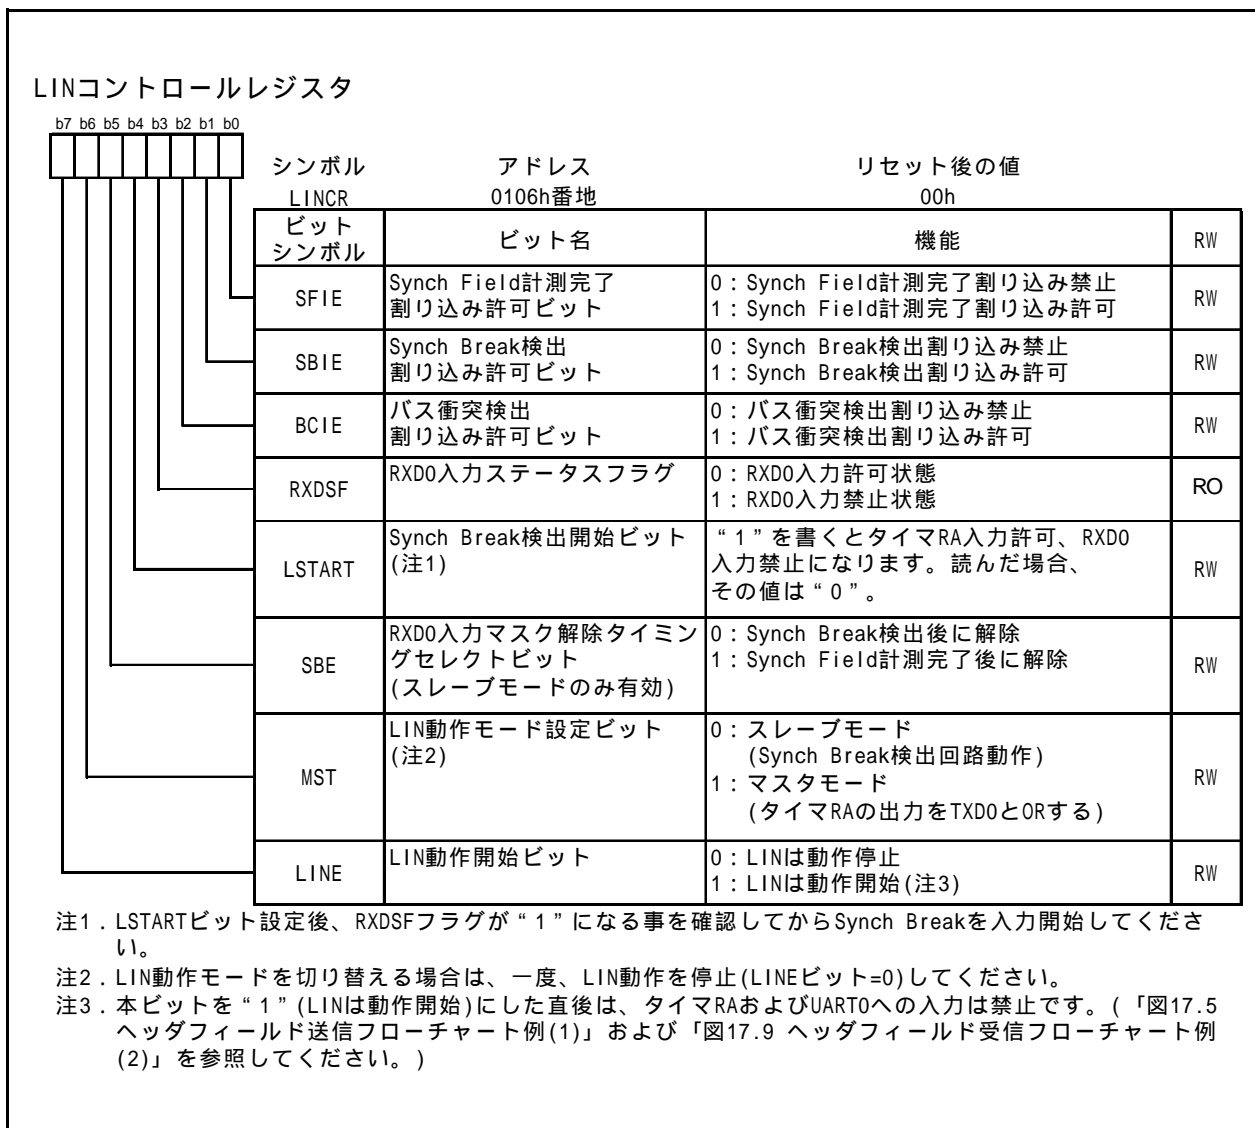 LINコントロールレジスタ
b7 b6 b5 b4 b3 b2 b1 b0
シンボル アドレス リセット後の値
LINCR 0106h番地 00h
ビット
シンボル
ビット名 機能 RW
SFIE
Synch Field計測完了
割り込み許可ビット
0：Synch Field計測完了割り込み禁止
1：Synch Field計測完了割り込み許可
RW
SBIE
Synch Break検出
割り込み許可ビット
0：Synch Break検出割り込み禁止
1：Synch Break検出割り込み許可
RW
BCIE
バス衝突検出
割り込み許可ビット
0：バス衝突検出割り込み禁止
1：バス衝突検出割り込み許可
RW
RXDSF
RXD0入力ステータスフラグ
0：RXD0入力許可状態
1：RXD0入力禁止状態
RO
LSTART
Synch Break検出開始ビット
(注1)
“1”を書くとタイマRA入力許可、RXD0
入力禁止になります。読んだ場合、
その値は“0”。
RW
SBE
RXD0入力マスク解除タイミン
グセレクトビット
(スレーブモードのみ有効)
0：Synch Break検出後に解除
1：Synch Field計測完了後に解除
RW
MST
LIN動作モード設定ビット
(注2)
0：スレーブモード
(Synch Break検出回路動作)
1：マスタモード
(タイマRAの出力をTXD0とORする)
RW
LINE
LIN動作開始ビット
0：LINは動作停止
1：LINは動作開始(注3)
RW
注1．LSTARTビット設定後、RXDSFフラグが“1”になる事を確認してからSynch Breakを入力開始してくださ
い。
注2．LIN動作モードを切り替える場合は、一度、LIN動作を停止(LINEビット=0)してください。
注3．本ビットを“1”(LINは動作開始)にした直後は、タイマRAおよびUART0への入力は禁止です。(「図17.5
ヘッダフィールド送信フローチャート例(1)」および「図17.9 ヘッダフィールド受信フローチャート例
(2)」を参照してください。)